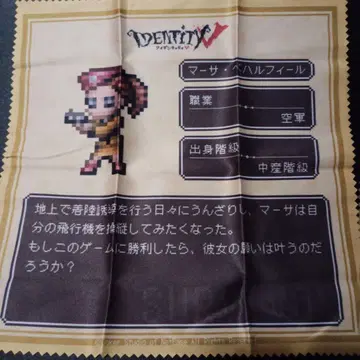 IDENTITY V
アイデンティティV
マーサ・ベハムフィール
職業
空軍
出身階級
中産階級
地上で着陸誘導を行う日々にうんざりし、マーサは自
分の飛行機を操縦してみたくなった。
もしこのゲームに勝利したら、彼女の願いは叶うのだ
ろうか？
All Rights Reserved